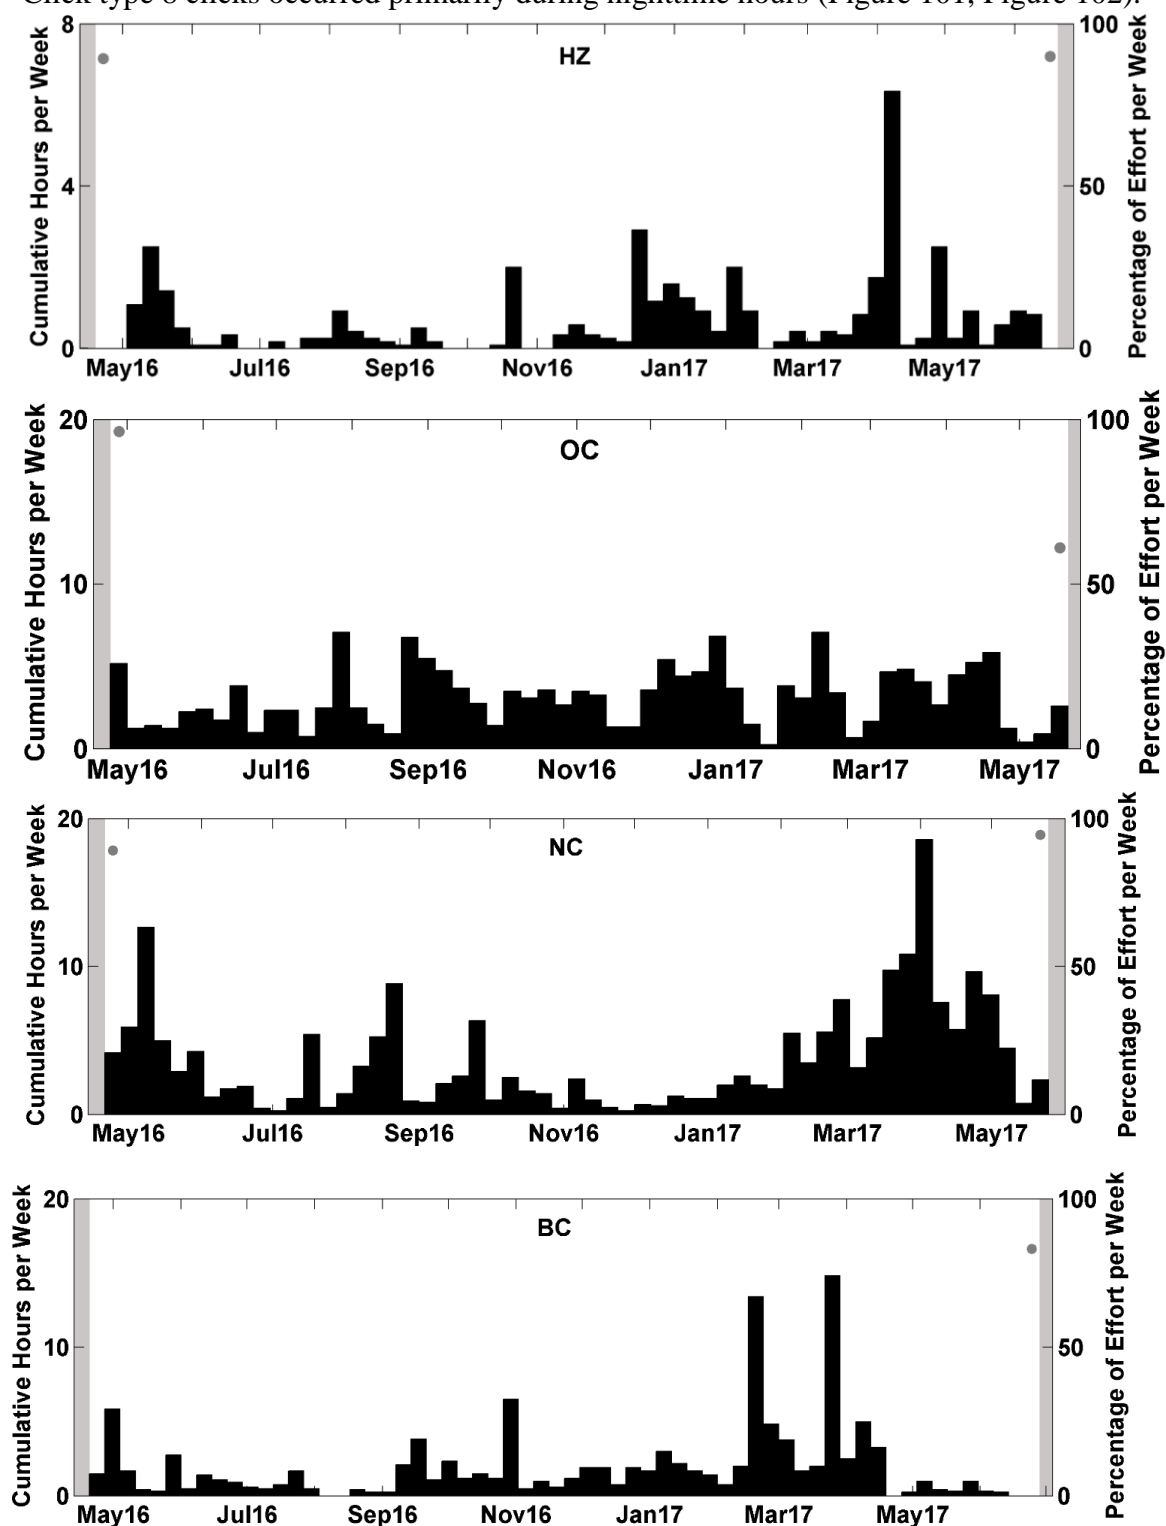 Click type 8 clicks occurred primarily during nighttime hours (Figure 161, Figure 162).
HZ
Cumulative Hours per Week
8
4
0
Percentage of Effort per Week
100
50
0
May16 Jul16 Sep16 Nov16 Jan17 Mar17 May17
OC
Cumulative Hours per Week
20
10
0
Percentage of Effort per Week
100
50
0
May16 Jul16 Sep16 Nov16 Jan17 Mar17 May17
NC
Cumulative Hours per Week
20
10
0
Percentage of Effort per Week
100
50
0
May16 Jul16 Sep16 Nov16 Jan17 Mar17 May17
BC
Cumulative Hours per Week
20
10
0
Percentage of Effort per Week
100
50
0
May16 Jul16 Sep16 Nov16 Jan17 Mar17 May17